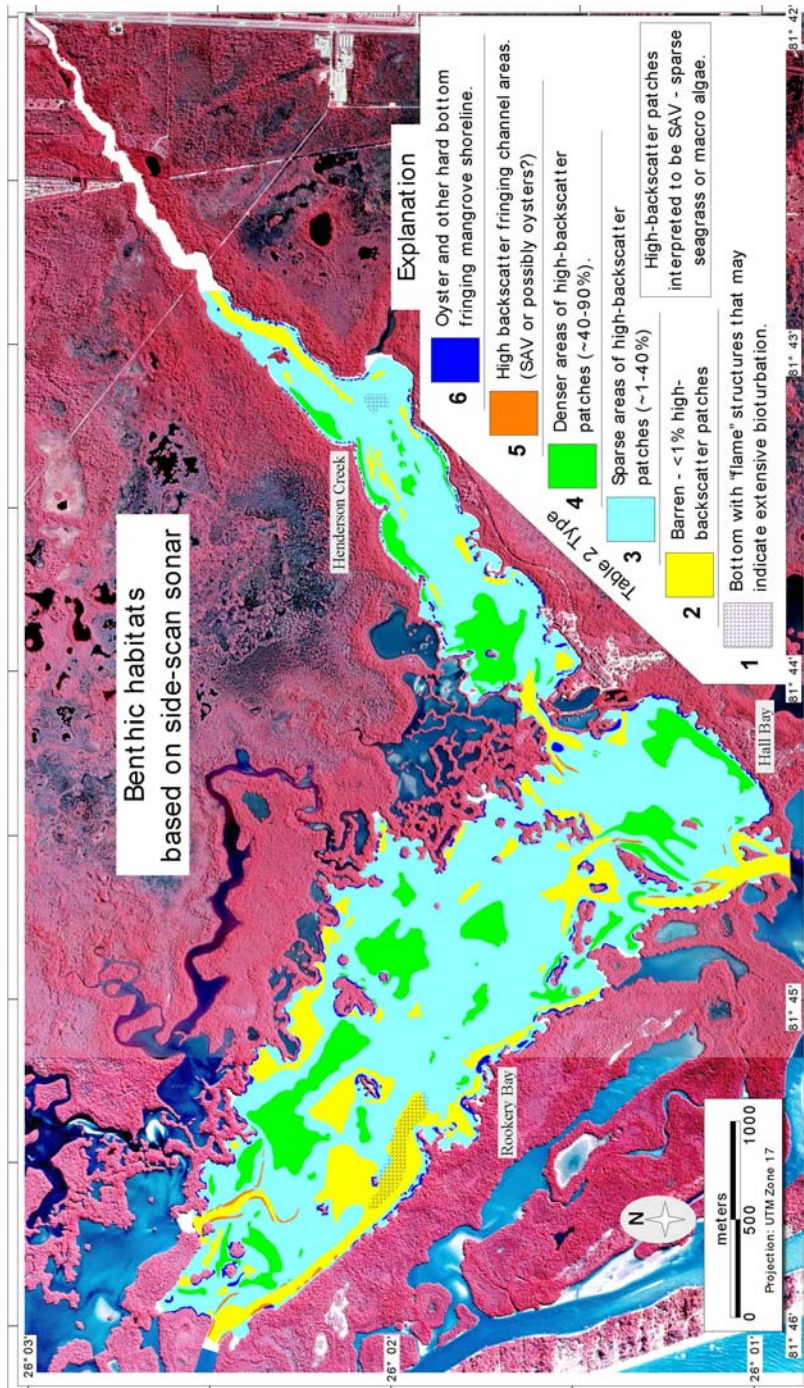 Benthic habitats
based on side-scan sonar
Henderson Creek
Rookery Bay
Hall Bay
Explanation
Table 2 Type
6
Oyster and other hard bottom
fringing mangrove shoreline.
5
High backscatter fringing channel areas.
(SAV or possibly oysters?)
4
Denser areas of high-backscatter
patches (~40-90%).
3
Sparse areas of high-backscatter
patches (~1-40%)
2
Barren - <1% high-
backscatter patches
1
Bottom with "flame" structures that may
indicate extensive bioturbation.
High-backscatter patches
interpreted to be SAV - sparse
seagrass or macro algae.
N
meters
0 500 1000
Projection: UTM Zone 17
26° 03
26° 02
26° 01
81° 46
81° 45
81° 44
81° 43
81° 42